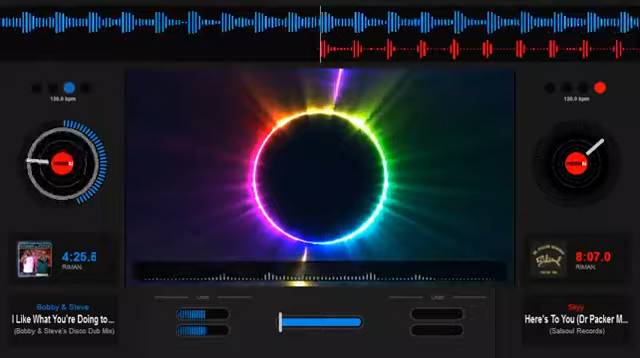 120.0 bpm
120.0 bpm
4:25.6
RIMAN.
8:07.0
RIMAN.
Bobby & Steve
I Like What You're Doing to...
(Bobby & Steve's Disco Dub Mix)
Skyy
Here's To You (Dr Packer M...
(Salsoul Records)